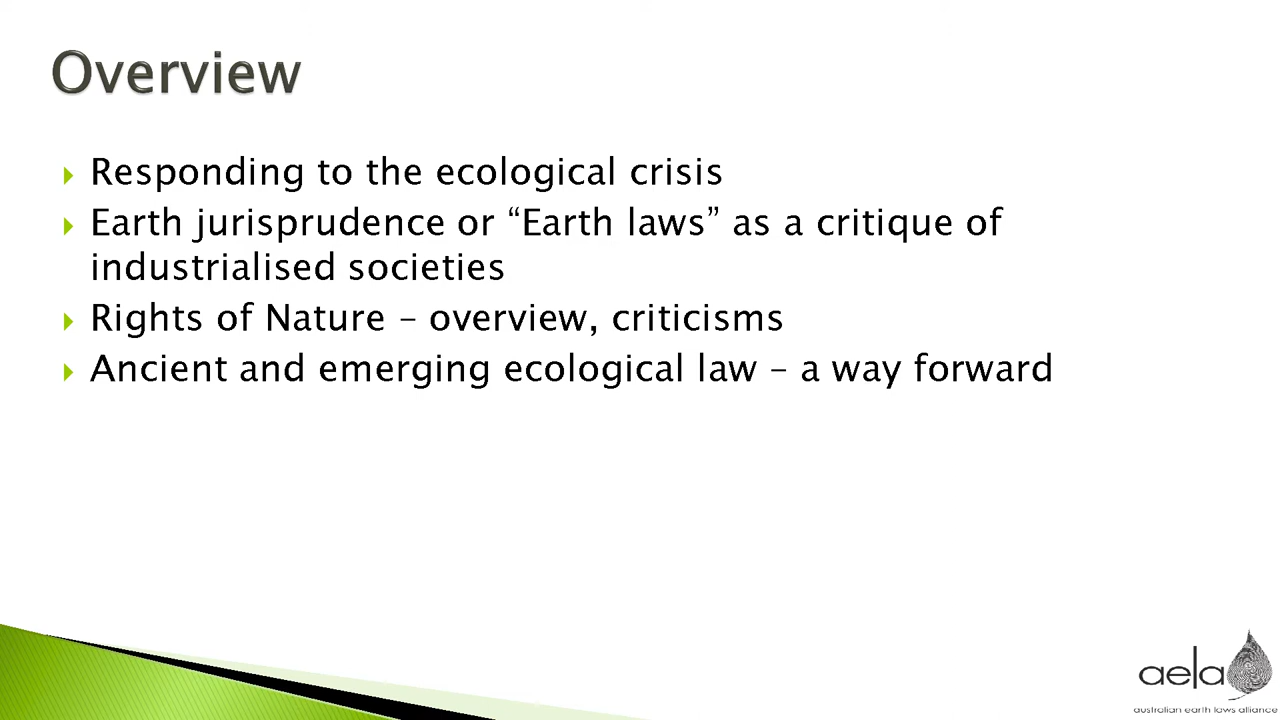 Overview
Responding to the ecological crisis
Earth jurisprudence or “Earth laws” as a critique of
industrialised societies
Rights of Nature – overview, criticisms
Ancient and emerging ecological law – a way forward
aela
australian earth laws alliance